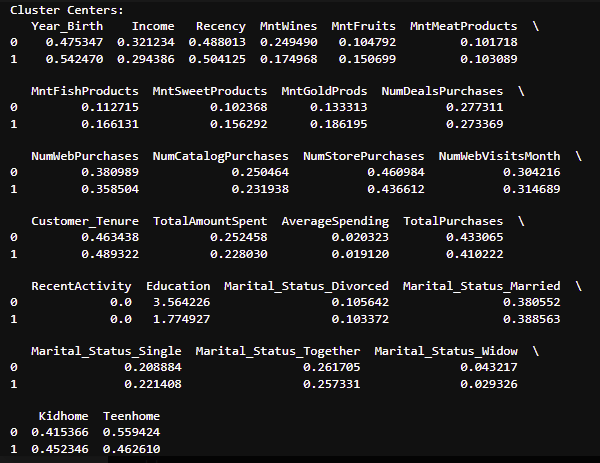 Cluster Centers:
Year_Birth Income Recency MntWines MntFruits MntMeatProducts \
0 0.475347 0.321234 0.488013 0.249490 0.104792 0.101718
1 0.542470 0.294386 0.504125 0.174968 0.150699 0.103089
MntFishProducts MntSweetProducts MntGoldProds NumDealsPurchases \
0 0.112715 0.102368 0.133313 0.277311
1 0.166131 0.156292 0.186195 0.273369
NumWebPurchases NumCatalogPurchases NumStorePurchases NumWebVisitsMonth \
0 0.380989 0.250464 0.460984 0.304216
1 0.358504 0.231938 0.436612 0.314689
Customer_Tenure TotalAmountSpent AverageSpending TotalPurchases \
0 0.463438 0.252458 0.020323 0.433065
1 0.489322 0.228030 0.019120 0.410222
RecentActivity Education Marital_Status_Divorced Marital_Status_Married \
0 0.0 3.564226 0.105642 0.380552
1 0.0 1.774927 0.103372 0.388563
Marital_Status_Single Marital_Status_Together Marital_Status_Widow \
0 0.208884 0.261705 0.043217
1 0.221408 0.257331 0.029326
Kidhome Teenhome
0 0.415366 0.559424
1 0.452346 0.462610